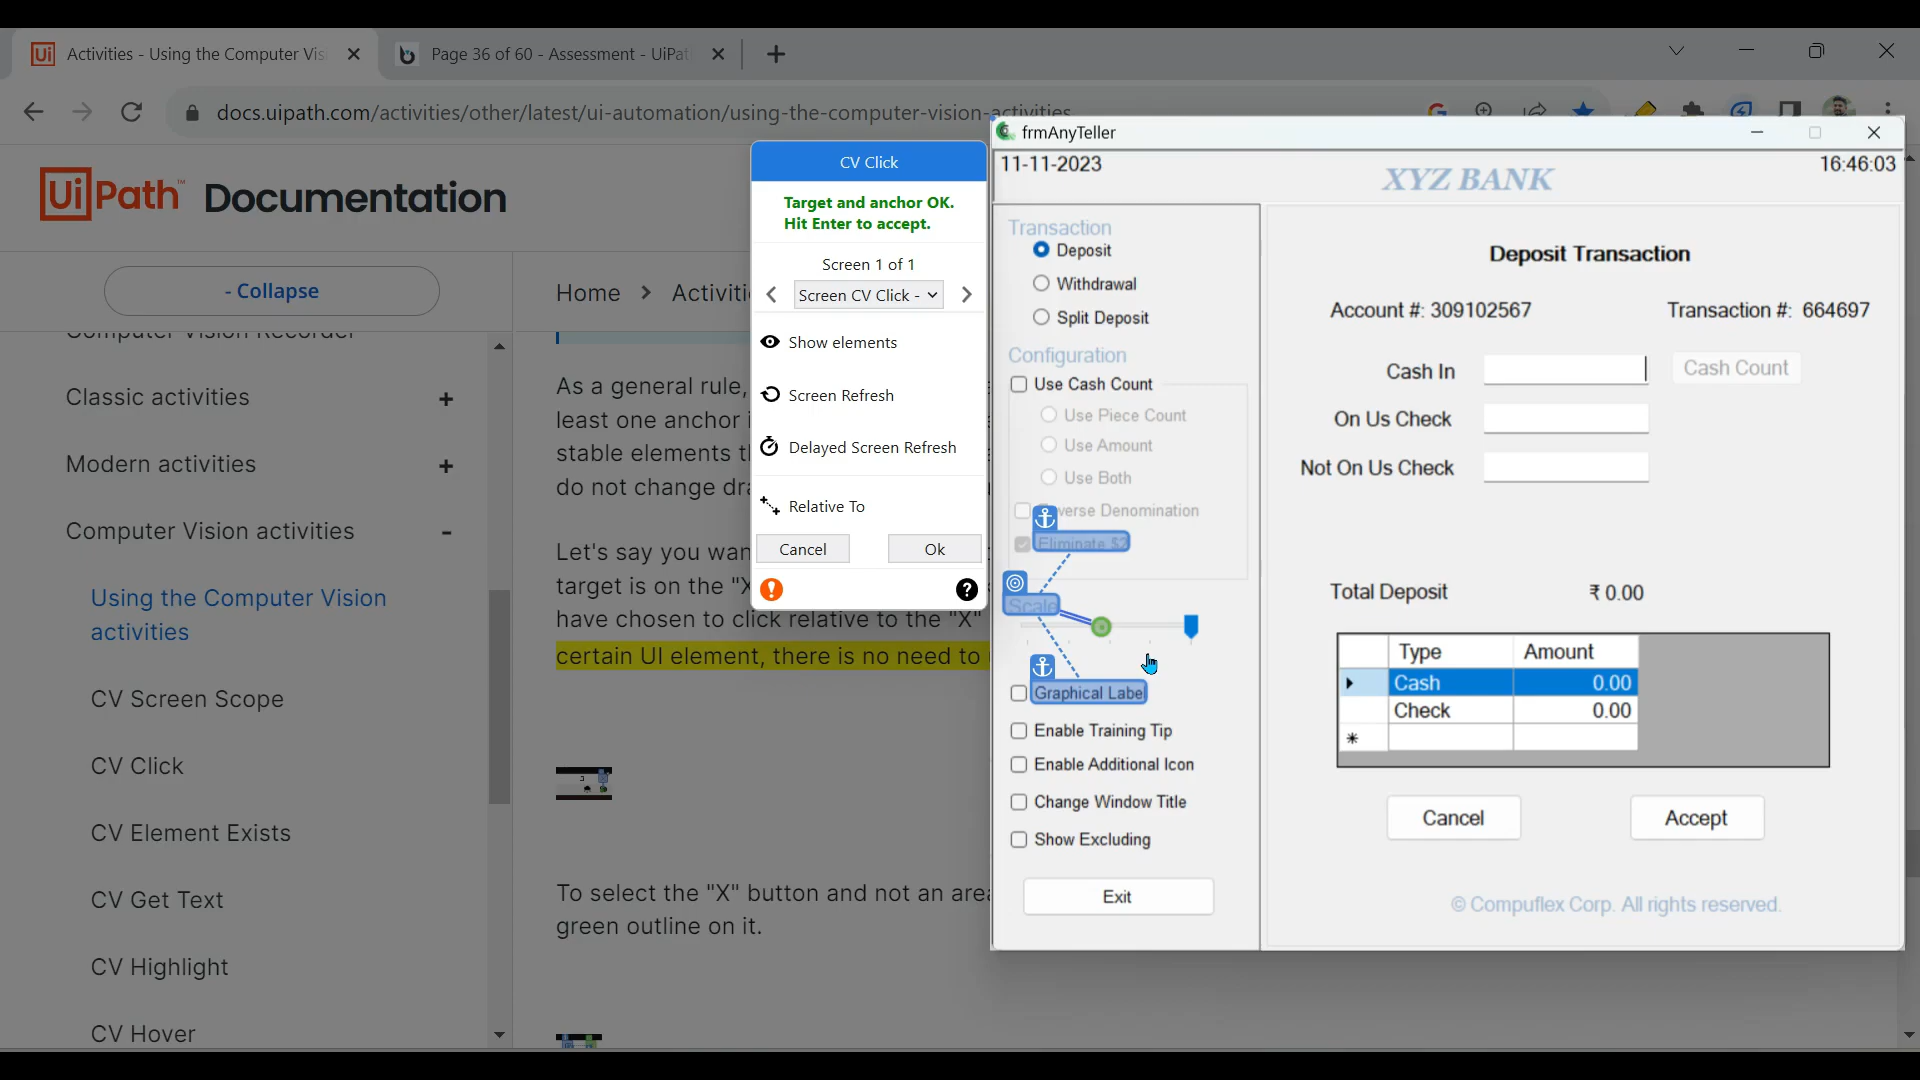 Activities - Using the Computer Vis
Page 36 of 60 - Assessment - UiPat
docs.uipath.com/activities/other/latest/ui-automation/using-the-computer-vision-activities
UiPath™ Documentation
- Collapse
Home > Activiti
Computer Vision Recorder
Classic activities +
Modern activities +
Computer Vision activities -
Using the Computer Vision
activities
CV Screen Scope
CV Click
CV Element Exists
CV Get Text
CV Highlight
CV Hover
As a general rule,
least one anchor
stable elements
do not change
Let's say you
target is on the
have chosen to click relative to the "X"
certain UI element, there is no need to
To select the "X" button and not an
green outline on it.
CV Click
Target and anchor OK.
Hit Enter to accept.
Screen 1 of 1
Screen CV Click -
Show elements
Screen Refresh
Delayed Screen Refresh
Relative To
Cancel
Ok
frmAnyTeller
11-11-2023
XYZ BANK
16:46:03
Transaction
Deposit
Withdrawal
Split Deposit
Configuration
Use Cash Count
Use Piece Count
Use Amount
Use Both
verse Denomination
Eliminate $2
Scale
Graphical Label
Enable Training Tip
Enable Additional Icon
Change Window Title
Show Excluding
Exit
Deposit Transaction
Account #: 309102567 Transaction #: 664697
Cash In
Cash Count
On Us Check
Not On Us Check
Total Deposit ₹ 0.00
Type Amount
Cash 0.00
Check 0.00
*
Cancel
Accept
© Compuflex Corp. All rights reserved.